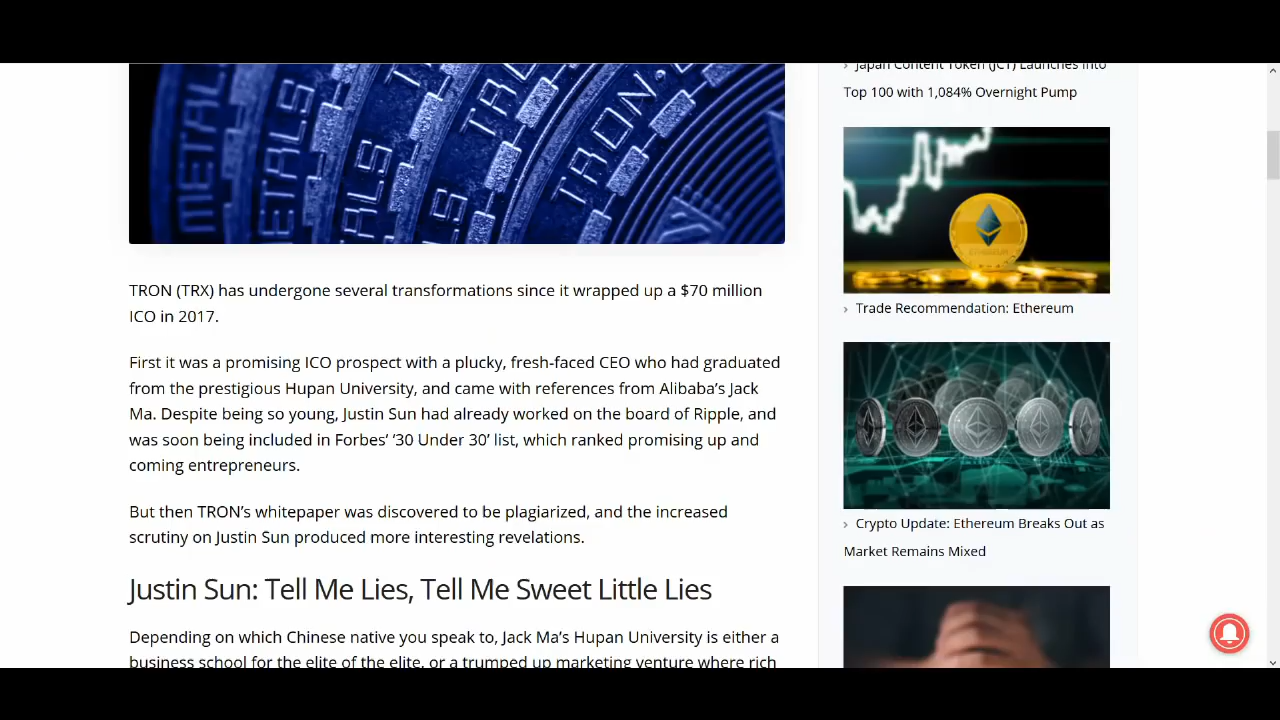 METAL
METALS
TRON
TRON.
TRON (TRX) has undergone several transformations since it wrapped up a $70 million
ICO in 2017.
First it was a promising ICO prospect with a plucky, fresh-faced CEO who had graduated
from the prestigious Hupan University, and came with references from Alibaba’s Jack
Ma. Despite being so young, Justin Sun had already worked on the board of Ripple, and
was soon being included in Forbes’ ‘30 Under 30’ list, which ranked promising up and
coming entrepreneurs.
But then TRON’s whitepaper was discovered to be plagiarized, and the increased
scrutiny on Justin Sun produced more interesting revelations.
Justin Sun: Tell Me Lies, Tell Me Sweet Little Lies
Depending on which Chinese native you speak to, Jack Ma’s Hupan University is either a
business school for the elite of the elite, or a trumped up marketing venture where rich
› Japan Content Token (JCT) Launches Into
Top 100 with 1,084% Overnight Pump
› Trade Recommendation: Ethereum
› Crypto Update: Ethereum Breaks Out as
Market Remains Mixed